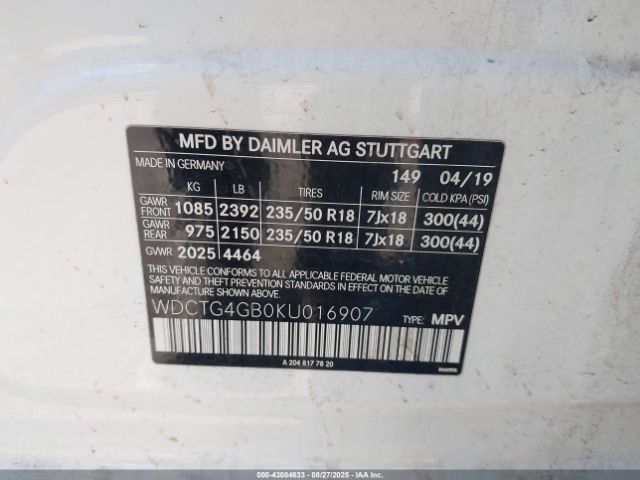 MFD BY DAIMLER AG STUTTGART
MADE IN GERMANY 149 04/19
KG LB TIRES RIM SIZE COLD KPA (PSI)
GAWR FRONT 1085 2392 235/50 R18 7Jx18 300(44)
GAWR REAR 975 2150 235/50 R18 7Jx18 300(44)
GVWR 2025 4464
THIS VEHICLE CONFORMS TO ALL APPLICABLE FEDERAL MOTOR VEHICLE
SAFETY AND THEFT PREVENTION STANDARDS IN EFFECT ON THE
DATE OF MANUFACTURE SHOWN ABOVE.
WDCTG4GB0KU016907 TYPE: MPV
A 204 817 78 20
000-43084633 - 08/27/2025 - IAAI.COM